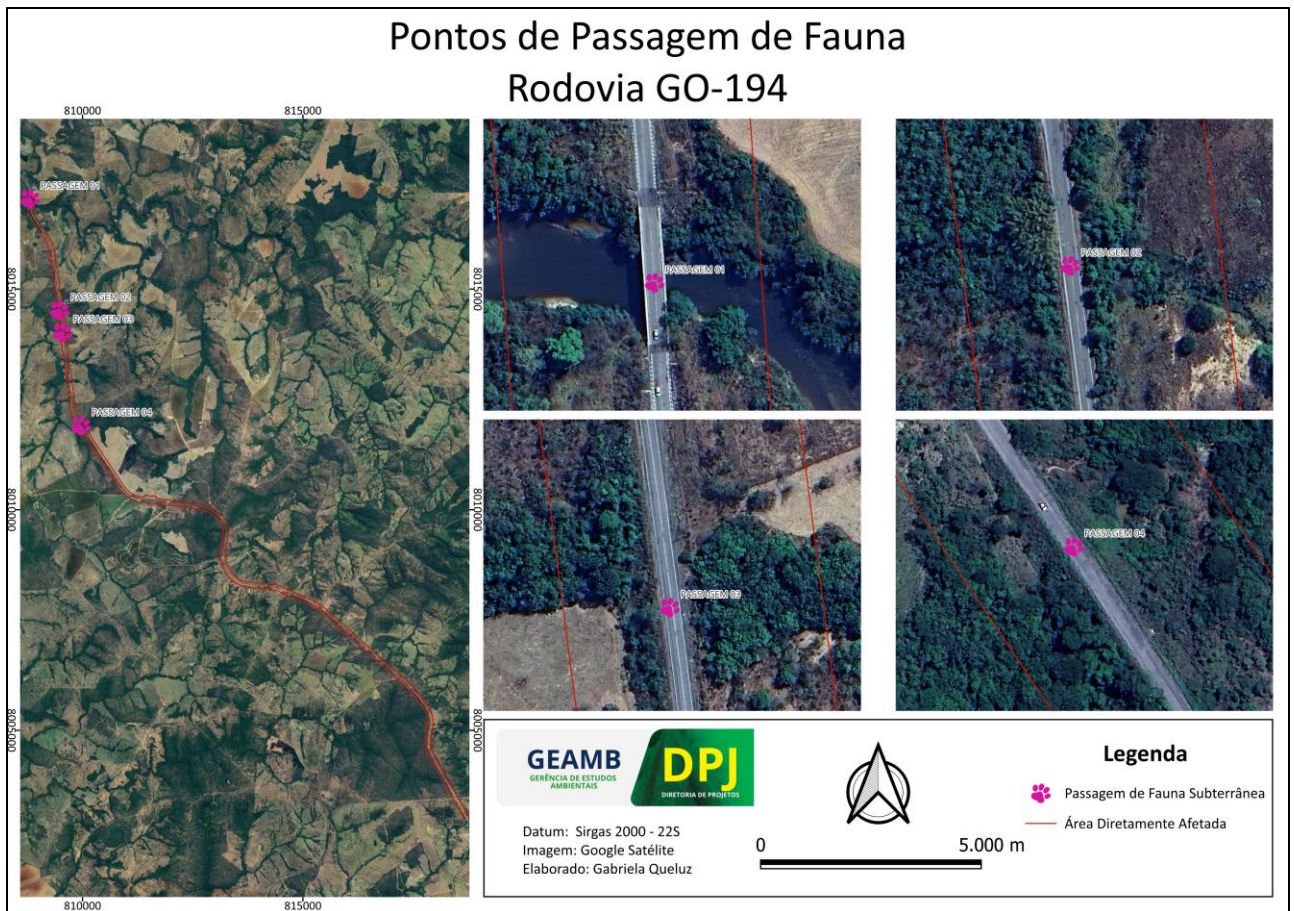 Pontos de Passagem de Fauna
Rodovia GO-194
810000
815000
PASSAGEM 01
PASSAGEM 02
PASSAGEM 03
PASSAGEM 04
8015000
8010000
8005000
810000
815000
8015000
8010000
8005000
PASSAGEM 01
PASSAGEM 02
PASSAGEM 03
PASSAGEM 04
GEAMB
GERÊNCIA DE ESTUDOS
AMBIENTAIS
DPJ
DIRETORIA DE PROJETOS
Datum: Sirgas 2000 - 22S
Imagem: Google Satélite
Elaborado: Gabriela Queluz
0
5.000 m
Legenda
Passagem de Fauna Subterrânea
Área Diretamente Afetada